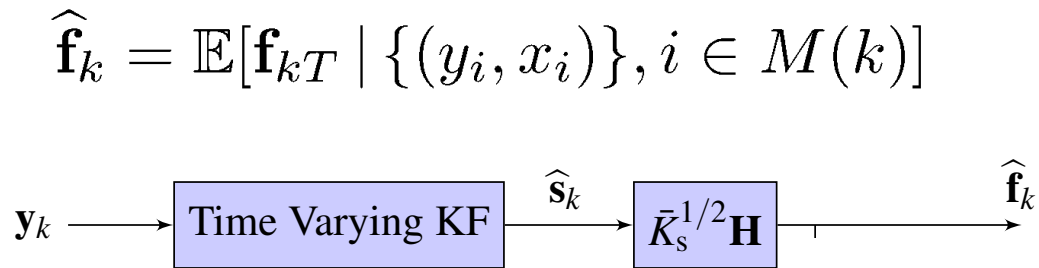 \widehat{\mathbf{f}}_k = \mathbb{E}[\mathbf{f}_{kT} \mid \{(y_i, x_i)\}, i \in M(k)]
\mathbf{y}_k Time Varying KF \widehat{\mathbf{s}}_k \bar{K}_{\mathrm{s}}^{1/2}\mathbf{H} \widehat{\mathbf{f}}_k